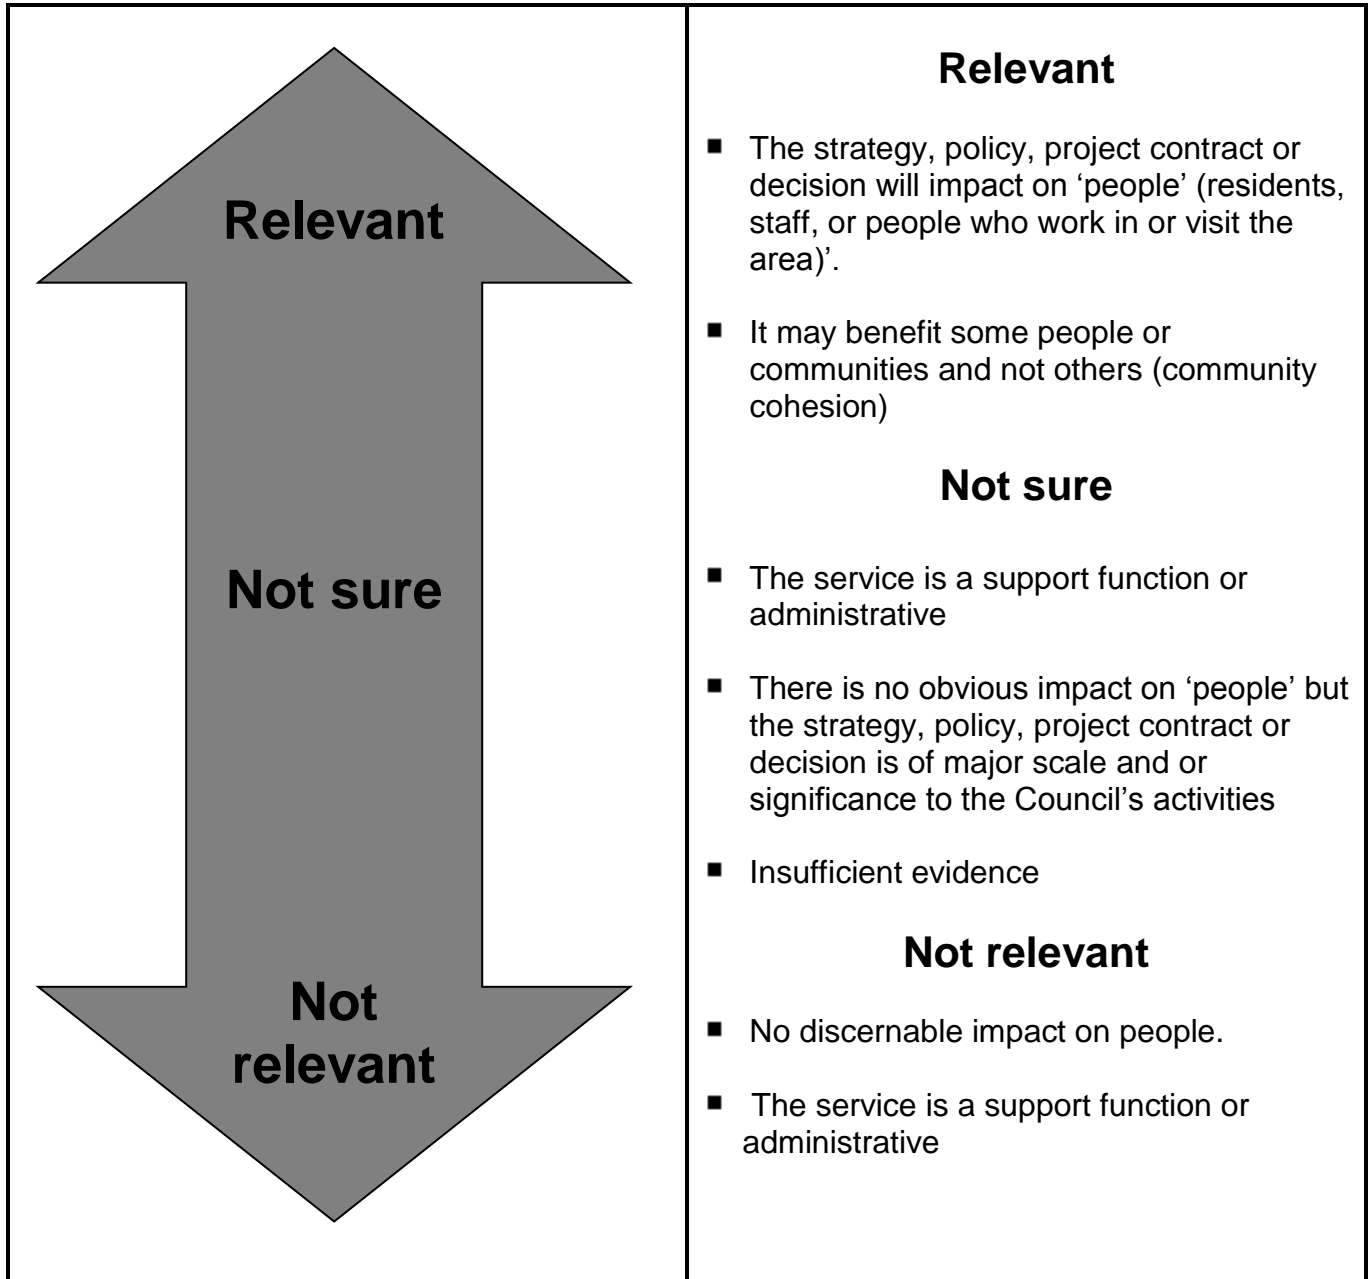 Relevant
Not sure
Not
relevant
Relevant
▪ The strategy, policy, project contract or
decision will impact on ‘people’ (residents,
staff, or people who work in or visit the
area)’.
▪ It may benefit some people or
communities and not others (community
cohesion)
Not sure
▪ The service is a support function or
administrative
▪ There is no obvious impact on ‘people’ but
the strategy, policy, project contract or
decision is of major scale and or
significance to the Council’s activities
▪ Insufficient evidence
Not relevant
▪ No discernable impact on people.
▪ The service is a support function or
administrative